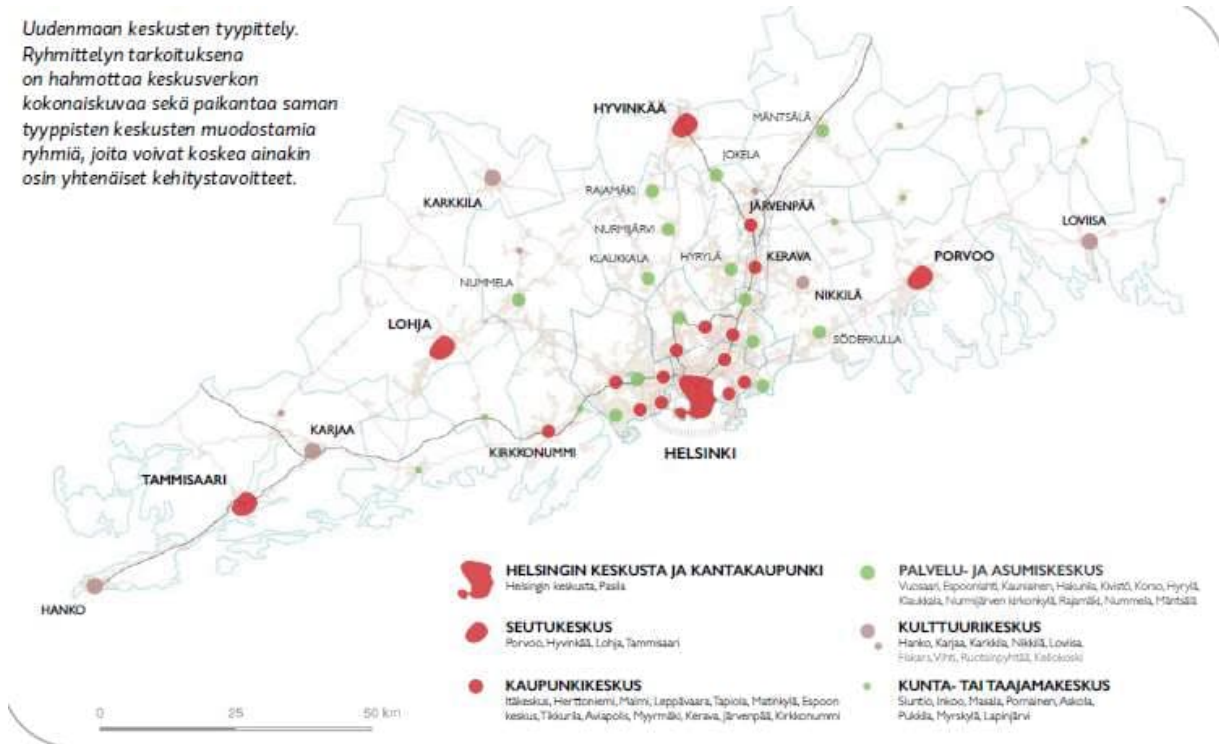 Uudenmaan keskusten tyypittely.
Ryhmittelyn tarkoituksena
on hahmottaa keskusverkon
kokonaiskuvaa sekä paikantaa saman
tyyppisten keskusten muodostamia
ryhmiä, joita voivat koskea ainakin
osin yhtenäiset kehitystavoitteet.
HYVINKÄÄ
MÄNTSÄLÄ
JOKELA
RAJAMÄKI
KARKKILA
JÄRVENPÄÄ
LOVIISA
NURMIJÄRVI
KLAUKKALA
HYRYLÄ
KERAVA
PORVOO
NUMMELA
NIKKILÄ
LOHJA
SÖDERKULLA
KARJAA
KIRKKONUMMI
HELSINKI
TAMMISAARI
HANKO
HELSINGIN KESKUSTA JA KANTAKAUPUNKI
Helsingin keskusta, Pasila
SEUTUKESKUS
Porvoo, Hyvinkää, Lohja, Tammisaari
KAUPUNKIKESKUS
Itäkeskus, Herttoniemi, Malmi, Leppävaara, Tapiola, Matinkylä, Espoon
keskus, Tikkurila, Aviapolis, Myyrmäki, Kerava, Järvenpää, Kirkkonummi
PALVELU- JA ASUMISKESKUS
Vuosaari, Espoonlahti, Kauniainen, Hakunila, Kivistö, Korso, Hyrylä,
Klaukkala, Nurmijärven kirkonkylä, Rajamäki, Nummela, Mäntsälä
KULTTUURIKESKUS
Hanko, Karjaa, Karkkila, Nikkilä, Loviisa,
Fiskars, Vihti, Ruotsinpyhtää, Kellokoski
KUNTA- TAI TAAJAMAKESKUS
Siuntio, Inkoo, Masala, Pornainen, Askola,
Pukkila, Myrskylä, Lapinjärvi
0 25 50 km